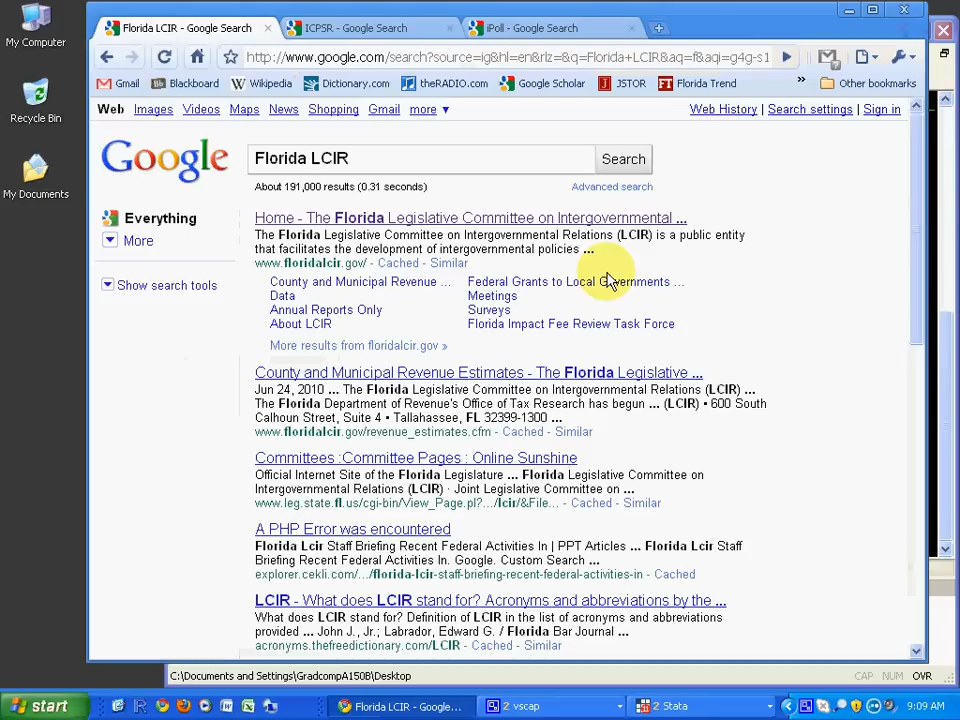 My Computer
Recycle Bin
My Documents
Florida LCIR - Google Search
ICPSR - Google Search
iPoll - Google Search
http://www.google.com/search?source=ig&hl=en&rlz=&q=Florida+LCIR&aq=f&aqi=g4g-s1
Gmail Blackboard Wikipedia Dictionary.com theRADIO.com Google Scholar JSTOR Florida Trend » Other bookmarks
Web Images Videos Maps News Shopping Gmail more ▼ Web History | Search settings | Sign in
Google
Florida LCIR
Search
About 191,000 results (0.31 seconds)
Advanced search
Everything
More
Show search tools
Home - The Florida Legislative Committee on Intergovernmental ...
The Florida Legislative Committee on Intergovernmental Relations (LCIR) is a public entity
that facilitates the development of intergovernmental policies ...
www.floridalcir.gov/ - Cached - Similar
County and Municipal Revenue ... Federal Grants to Local Governments ...
Data Meetings
Annual Reports Only Surveys
About LCIR Florida Impact Fee Review Task Force
More results from floridalcir.gov »
County and Municipal Revenue Estimates - The Florida Legislative ...
Jun 24, 2010 ... The Florida Legislative Committee on Intergovernmental Relations (LCIR) ...
The Florida Department of Revenue's Office of Tax Research has begun ... (LCIR) • 600 South
Calhoun Street, Suite 4 • Tallahassee, FL 32399-1300 ...
www.floridalcir.gov/revenue_estimates.cfm - Cached - Similar
Committees :Committee Pages : Online Sunshine
Official Internet Site of the Florida Legislature ... Florida Legislative Committee on
Intergovernmental Relations (LCIR) · Joint Legislative Committee on ...
www.leg.state.fl.us/cgi-bin/View_Page.pl?.../lcir/&File... - Cached - Similar
A PHP Error was encountered
Florida Lcir Staff Briefing Recent Federal Activities In | PPT Articles ... Florida Lcir Staff
Briefing Recent Federal Activities In. Google. Custom Search ...
explorer.cekli.com/.../florida-lcir-staff-briefing-recent-federal-activities-in - Cached
LCIR - What does LCIR stand for? Acronyms and abbreviations by the ...
What does LCIR stand for? Definition of LCIR in the list of acronyms and abbreviations
provided ... John J., Jr.; Labrador, Edward G. / Florida Bar Journal ...
acronyms.thefreedictionary.com/LCIR - Cached - Similar
C:\Documents and Settings\GradcompA150B\Desktop
CAP NUM OVR
start
Florida LCIR - Google...
2 vscap
2 Stata
9:09 AM